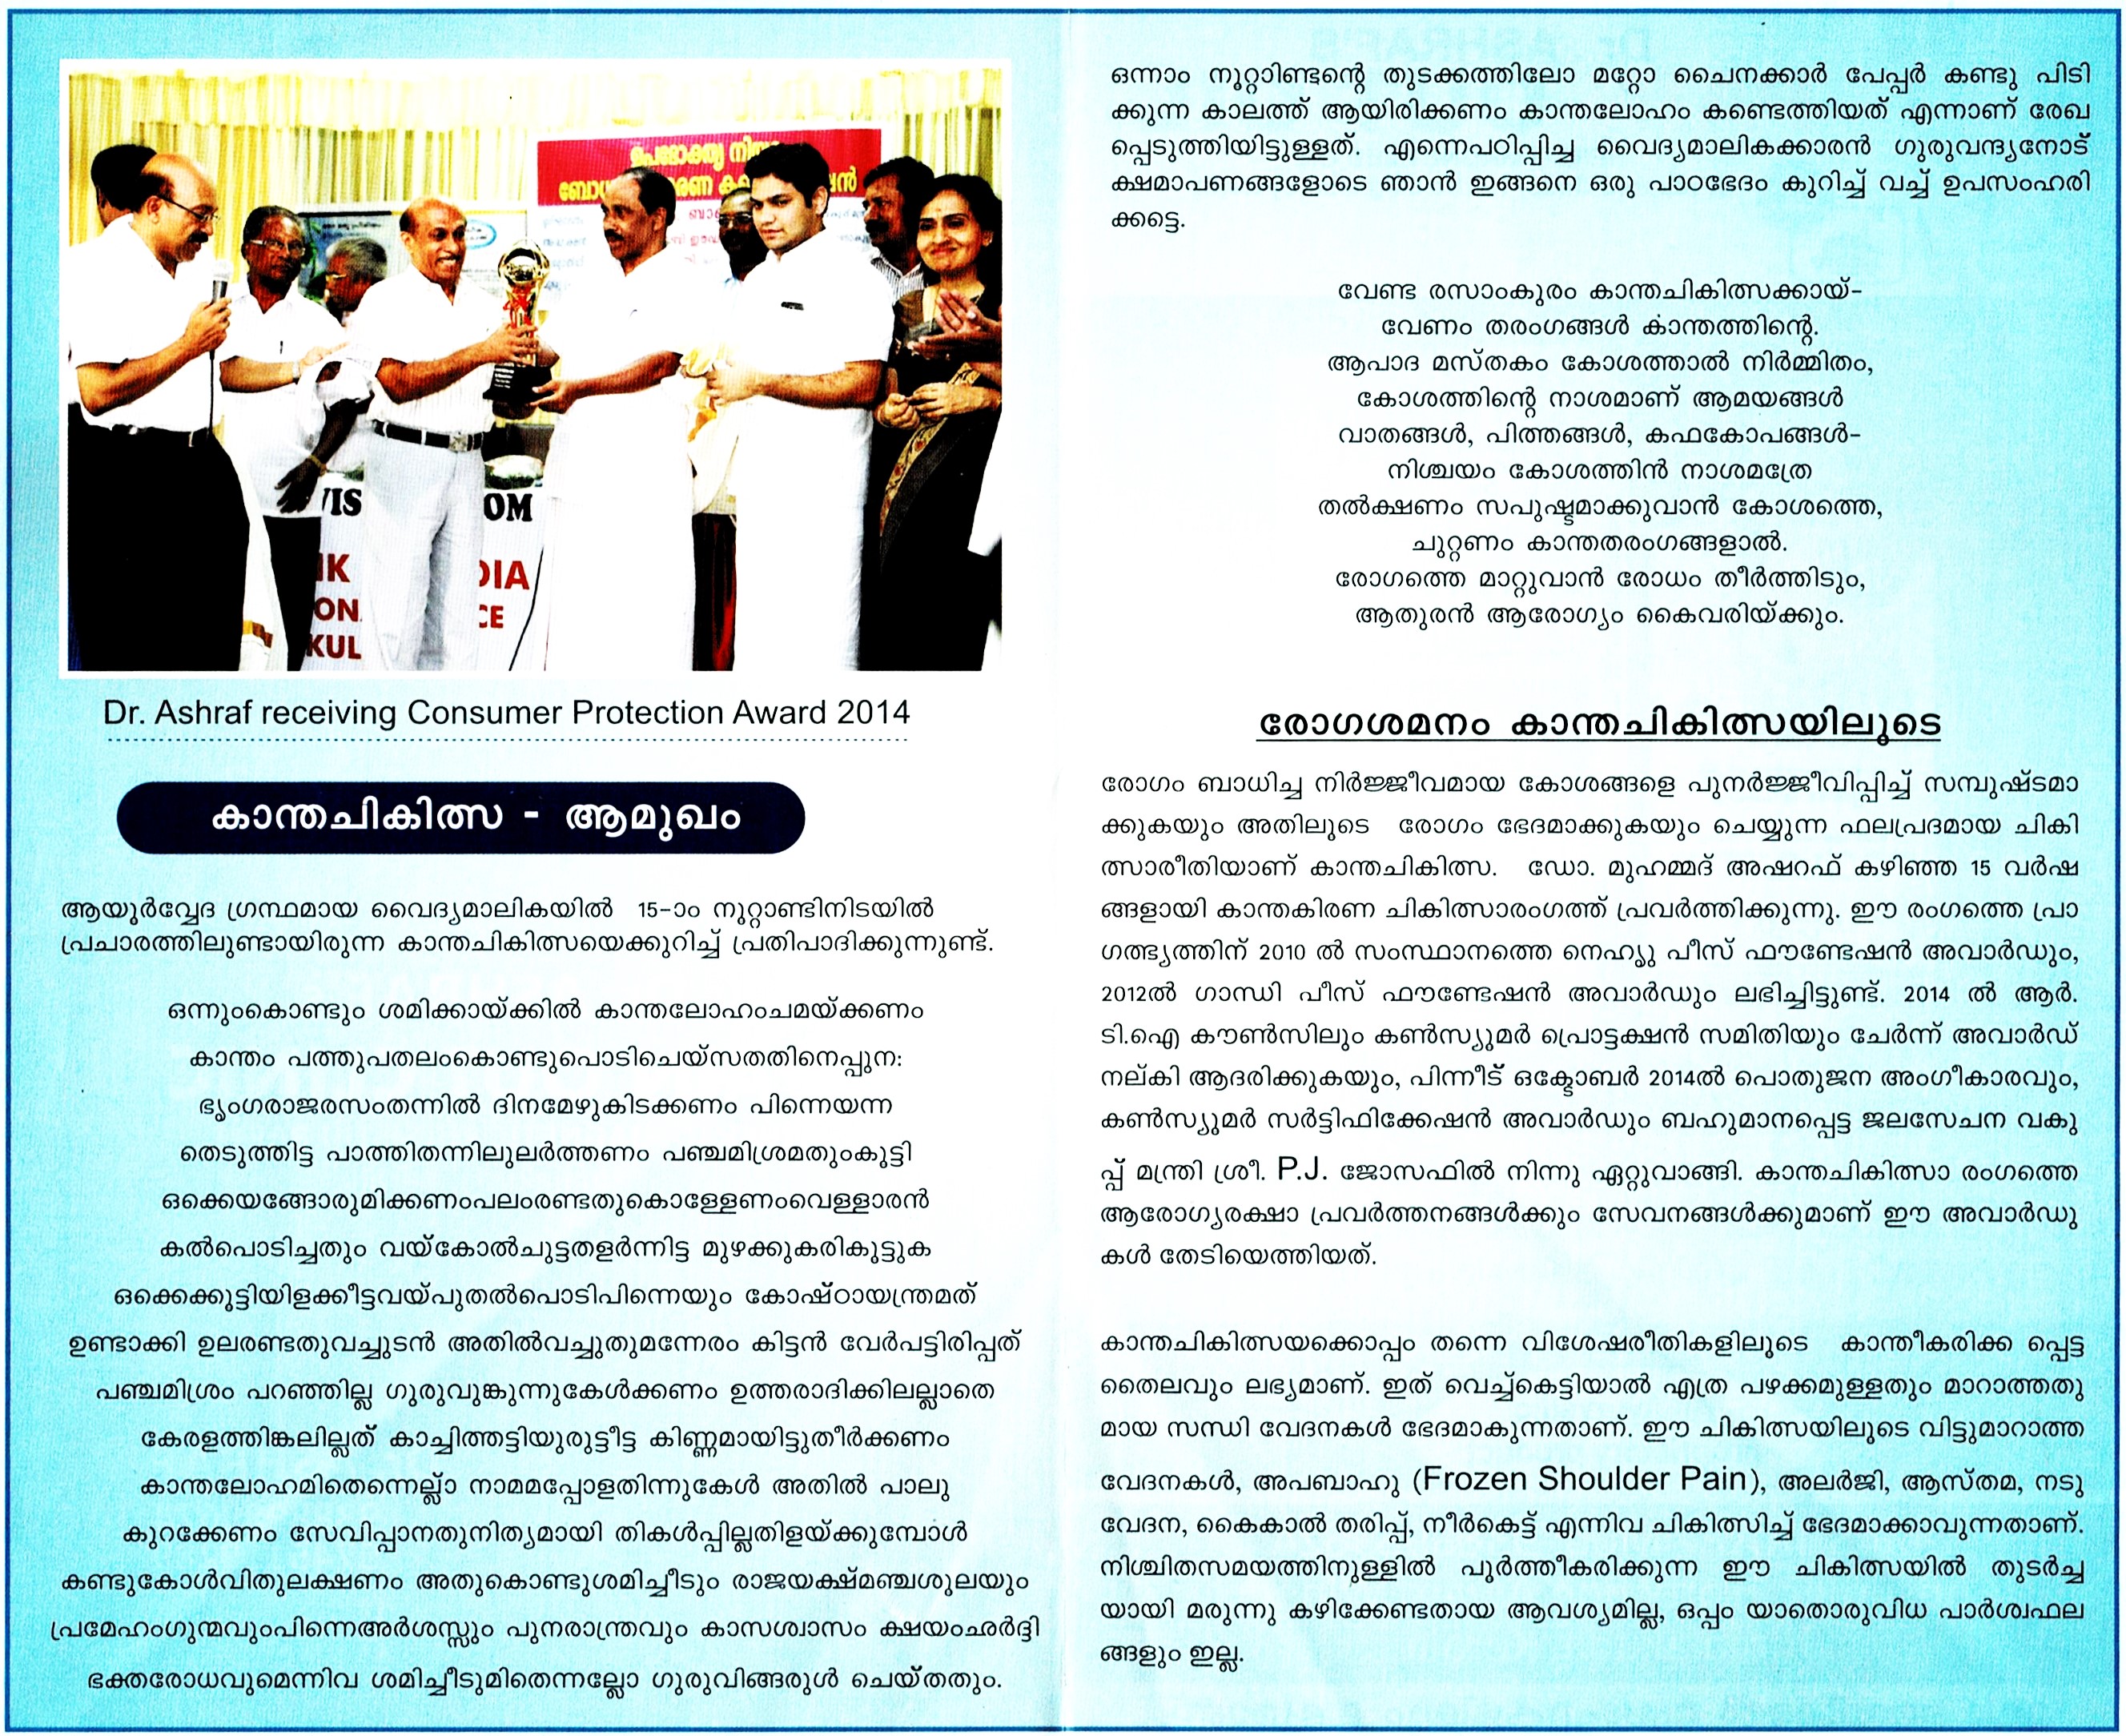 ഉപഭോക്തൃ
VIS
OM
IK
DIA
ON
CE
KUL
Dr. Ashraf receiving Consumer Protection Award 2014
കാന്തചികിത്സ - ആമുഖം
ആയൂർവ്വേദ ഗ്രന്ഥമായ വൈദ്യമാലികയിൽ 15-ാം നൂറ്റാണ്ടിനിടയിൽ
പ്രചാരത്തിലുണ്ടായിരുന്ന കാന്തചികിത്സയെക്കുറിച്ച് പ്രതിപാദിക്കുന്നുണ്ട്.
ഒന്നുംകൊണ്ടും ശമിക്കായ്ക്കിൽ കാന്തലോഹംചമയ്ക്കണം
കാന്തം പത്തുപതലംകൊണ്ടുപൊടിചെയ്സതതിനെപ്പുന:
ഭൃംഗരാജരസംതന്നിൽ ദിനമേഴുകിടക്കണം പിന്നെയന്ന
തെടുത്തിട്ട പാത്തിതന്നിലുലർത്തണം പഞ്ചമിശ്രമതുംകൂട്ടി
ഒക്കെയങ്ങോരുമിക്കണംപലംരണ്ടതുകൊള്ളേണംവെള്ളാരൻ
കൽപൊടിച്ചതും വയ്കോൽചുട്ടതളർന്നിട്ട മുഴക്കുകരികൂട്ടുക
ഒക്കെക്കൂട്ടിയിളക്കീട്ടവയ്പുതൽപൊടിപിന്നെയും കോഷ്ഠായന്ത്രമത്
ഉണ്ടാക്കി ഉലരണ്ടതുവച്ചുടൻ അതിൽവച്ചുതുമന്നേരം കിട്ടൻ വേർപട്ടിരിപ്പത്
പഞ്ചമിശ്രം പറഞ്ഞില്ല ഗുരുവുങ്കുന്നുകേൾക്കണം ഉത്തരാദിക്കിലല്ലാതെ
കേരളത്തിങ്കലില്ലത് കാച്ചിത്തട്ടിയുരുട്ടീട്ട കിണ്ണമായിട്ടുതീർക്കണം
കാന്തലോഹമിതെന്നെല്ലാ നാമമപ്പോളതിന്നുകേൾ അതിൽ പാലു
കുറക്കേണം സേവിപ്പാനതുനിത്യമായി തികൾപ്പില്ലതിളയ്ക്കുമ്പോൾ
കണ്ടുകോൾവിതുലക്ഷണം അതുകൊണ്ടുശമിച്ചീടും രാജയക്ഷ്മഞ്ചശുലയും
പ്രമേഹംഗുന്മവുംപിന്നെഅർശസ്സും പുനരാന്ത്രവും കാസശ്വാസം ക്ഷയംഛർദ്ദി
ഭക്തരോധവുമെന്നിവ ശമിച്ചീടുമിതെന്നല്ലോ ഗുരുവിങ്ങരുൾ ചെയ്തതും.
ഒന്നാം നൂറ്റാിണ്ടന്റെ തുടക്കത്തിലോ മറ്റോ ചൈനക്കാർ പേപ്പർ കണ്ടു പിടി
ക്കുന്ന കാലത്ത് ആയിരിക്കണം കാന്തലോഹം കണ്ടെത്തിയത് എന്നാണ് രേഖ
പ്പെടുത്തിയിട്ടുള്ളത്. എന്നെപഠിപ്പിച്ച വൈദ്യമാലികക്കാരൻ ഗുരുവന്ദ്യനോട്
ക്ഷമാപണങ്ങളോടെ ഞാൻ ഇങ്ങനെ ഒരു പാഠഭേദം കുറിച്ച് വച്ച് ഉപസംഹരി
ക്കട്ടെ.
വേണ്ട രസാംകുരം കാന്തചികിത്സക്കായ്-
വേണം തരംഗങ്ങൾ കാന്തത്തിന്റെ.
ആപാദ മസ്തകം കോശത്താൽ നിർമ്മിതം,
കോശത്തിന്റെ നാശമാണ് ആമയങ്ങൾ
വാതങ്ങൾ, പിത്തങ്ങൾ, കഫകോപങ്ങൾ-
നിശ്ചയം കോശത്തിൻ നാശമത്രേ
തൽക്ഷണം സപുഷ്ടമാക്കുവാൻ കോശത്തെ,
ചുറ്റണം കാന്തതരംഗങ്ങളാൽ.
രോഗത്തെ മാറ്റുവാൻ രോധം തീർത്തിടും,
ആതുരൻ ആരോഗ്യം കൈവരിയ്ക്കും.
രോഗശമനം കാന്തചികിത്സയിലൂടെ
രോഗം ബാധിച്ച നിർജ്ജീവമായ കോശങ്ങളെ പുനർജ്ജീവിപ്പിച്ച് സമ്പുഷ്ടമാ
ക്കുകയും അതിലൂടെ രോഗം ഭേദമാക്കുകയും ചെയ്യുന്ന ഫലപ്രദമായ ചികി
ത്സാരീതിയാണ് കാന്തചികിത്സ. ഡോ. മുഹമ്മദ് അഷറഫ് കഴിഞ്ഞ 15 വർഷ
ങ്ങളായി കാന്തകിരണ ചികിത്സാരംഗത്ത് പ്രവർത്തിക്കുന്നു. ഈ രംഗത്തെ പ്രാ
ഗത്ഭ്യത്തിന് 2010 ൽ സംസ്ഥാനത്തെ നെഹ്യു പീസ് ഫൗണ്ടേഷൻ അവാർഡും,
2012ൽ ഗാന്ധി പീസ് ഫൗണ്ടേഷൻ അവാർഡും ലഭിച്ചിട്ടുണ്ട്. 2014 ൽ ആർ.
ടി.ഐ കൗൺസിലും കൺസ്യൂമർ പ്രൊട്ടക്ഷൻ സമിതിയും ചേർന്ന് അവാർഡ്
നല്കി ആദരിക്കുകയും, പിന്നീട് ഒക്ടോബർ 2014ൽ പൊതുജന അംഗീകാരവും,
കൺസ്യൂമർ സർട്ടിഫിക്കേഷൻ അവാർഡും ബഹുമാനപ്പെട്ട ജലസേചന വകു
പ്പ് മന്ത്രി ശ്രീ. P.J. ജോസഫിൽ നിന്നു ഏറ്റുവാങ്ങി. കാന്തചികിത്സാ രംഗത്തെ
ആരോഗ്യരക്ഷാ പ്രവർത്തനങ്ങൾക്കും സേവനങ്ങൾക്കുമാണ് ഈ അവാർഡു
കൾ തേടിയെത്തിയത്.
കാന്തചികിത്സയക്കൊപ്പം തന്നെ വിശേഷരീതികളിലൂടെ കാന്തീകരിക്ക പ്പെട്ട
തൈലവും ലഭ്യമാണ്. ഇത് വെച്ച്കെട്ടിയാൽ എത്ര പഴക്കമുള്ളതും മാറാത്തതു
മായ സന്ധി വേദനകൾ ഭേദമാകുന്നതാണ്. ഈ ചികിത്സയിലൂടെ വിട്ടുമാറാത്ത
വേദനകൾ, അപബാഹു (Frozen Shoulder Pain), അലർജി, ആസ്തമ, നടു
വേദന, കൈകാൽ തരിപ്പ്, നീർകെട്ട് എന്നിവ ചികിത്സിച്ച് ഭേദമാക്കാവുന്നതാണ്.
നിശ്ചിതസമയത്തിനുള്ളിൽ പൂർത്തീകരിക്കുന്ന ഈ ചികിത്സയിൽ തുടർച്ച
യായി മരുന്നു കഴിക്കേണ്ടതായ ആവശ്യമില്ല, ഒപ്പം യാതൊരുവിധ പാർശ്വഫല
ങ്ങളും ഇല്ല.